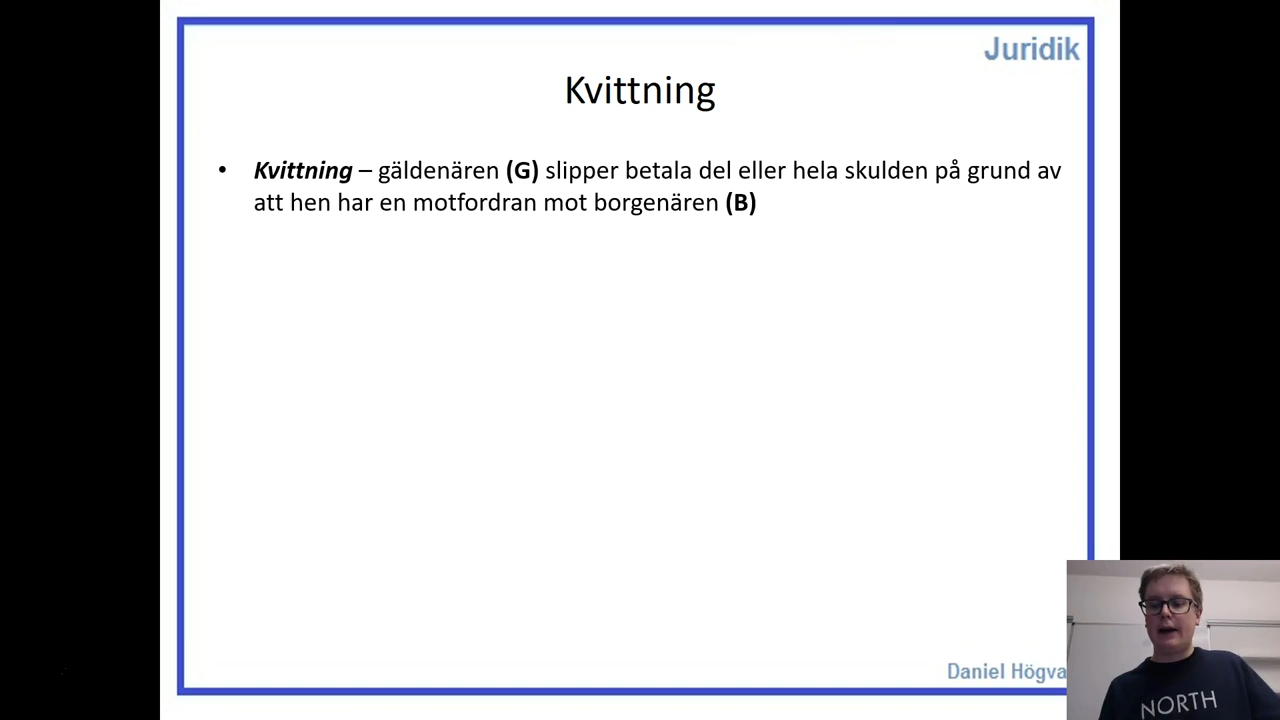 Juridik
Kvittning
• Kvittning – gäldenären (G) slipper betala del eller hela skulden på grund av
att hen har en motfordran mot borgenären (B)
Daniel Högva
NORTH